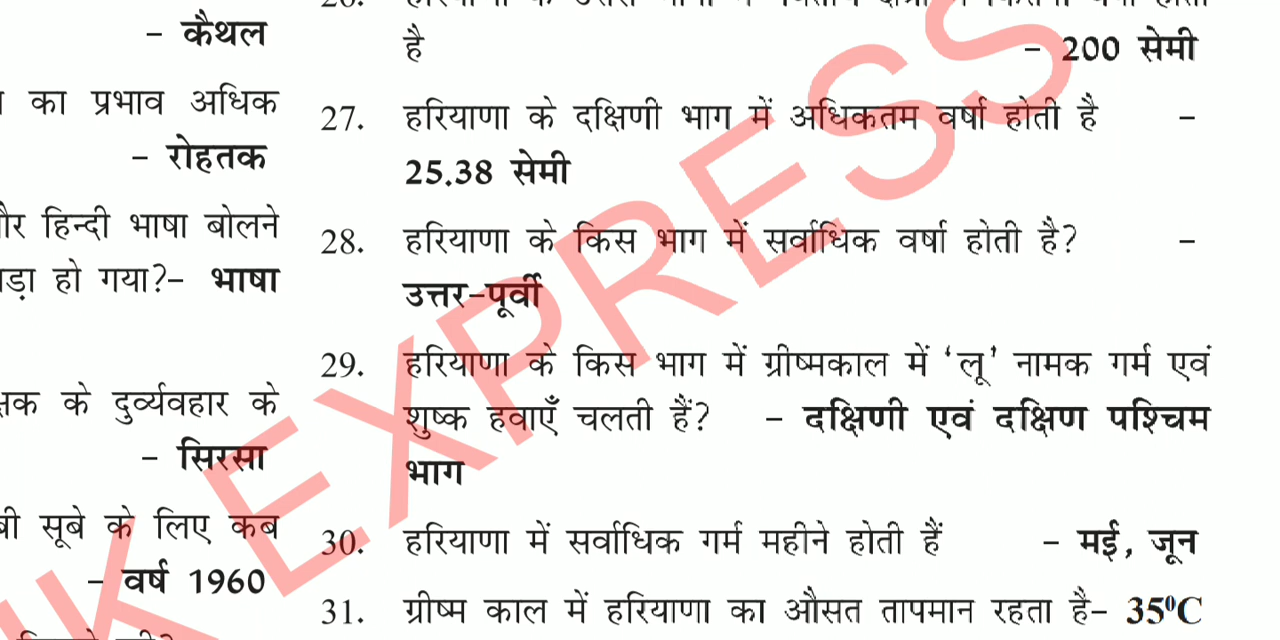 – कैथल
का प्रभाव अधिक
– रोहतक
हिन्दी भाषा बोलने
हो गया?– भाषा
के दुर्व्यवहार के
– सिरसा
सूबे के लिए कब
– वर्ष 1960
है – 200 सेमी
27. हरियाणा के दक्षिणी भाग में अधिकतम वर्षा होती है –
25.38 सेमी
28. हरियाणा के किस भाग में सर्वाधिक वर्षा होती है? –
उत्तर-पूर्वी
29. हरियाणा के किस भाग में ग्रीष्मकाल में ‘लू’ नामक गर्म एवं
शुष्क हवाएँ चलती हैं? – दक्षिणी एवं दक्षिण पश्चिम
भाग
30. हरियाणा में सर्वाधिक गर्म महीने होती हैं – मई, जून
31. ग्रीष्म काल में हरियाणा का औसत तापमान रहता है– 35⁰C
EXPRESS